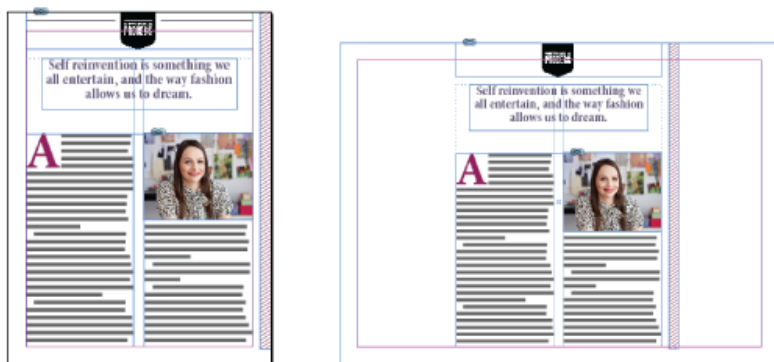 Self reinvention is something we
all entertain, and the way fashion
allows us to dream.
A
Self reinvention is something we
all entertain, and the way fashion
allows us to dream.
A